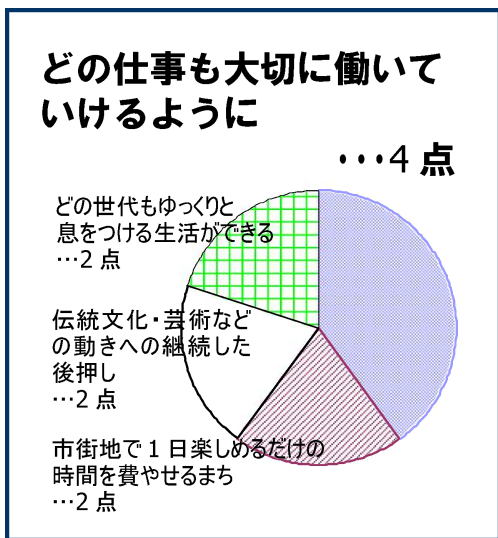 どの仕事も大切に働いて
いけるように
・・・4 点
どの世代もゆっくりと
息をつける生活ができる
…2 点
伝統文化・芸術など
の動きへの継続した
後押し
…2 点
市街地で 1 日楽しめるだけの
時間を費やせるまち
…2 点